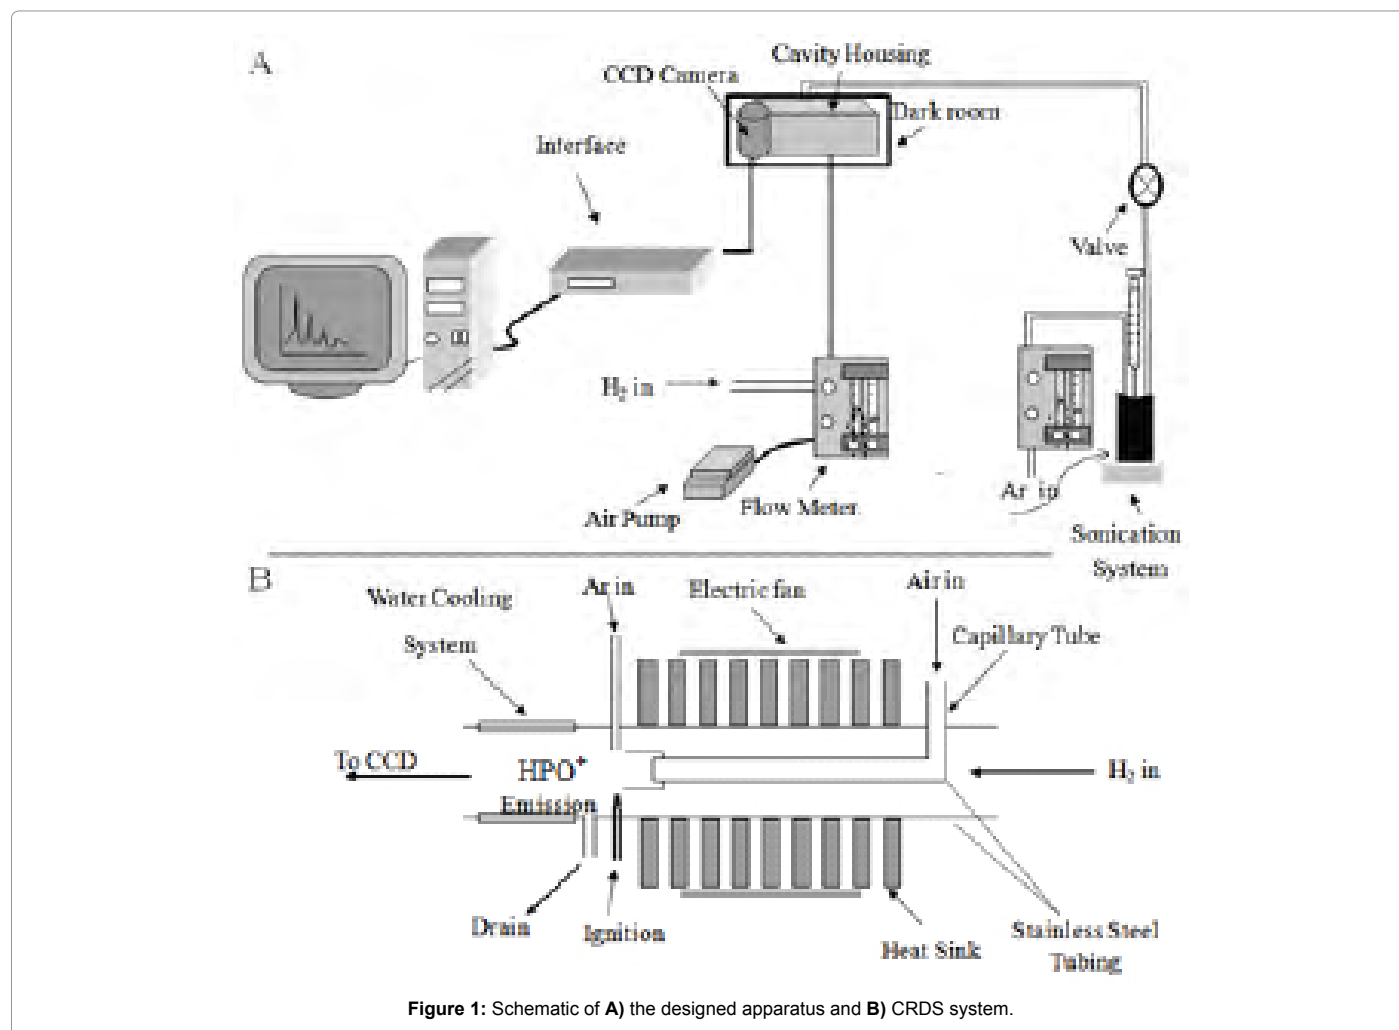 A
Cavity Housing
CCD Camera
Dark room
Interface
Valve
H₂ in
Ar in
Air Pump
Flow Meter
Sonication
System
B
Water Cooling
System
Ar in
Electric fan
Air in
Capillary Tube
To CCD
HPO*
Emission
H₂ in
Drain
Ignition
Heat Sink
Stainless Steel
Tubing
Figure 1: Schematic of A) the designed apparatus and B) CRDS system.